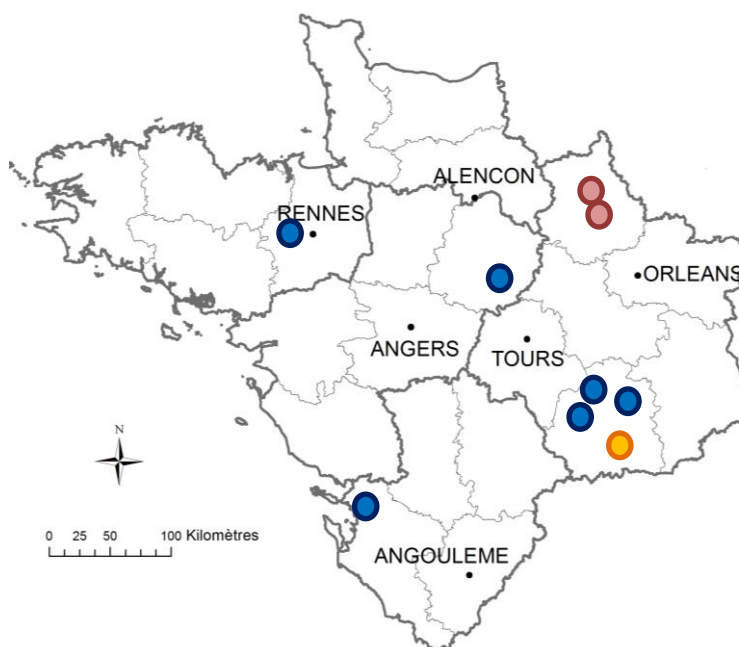 ALENCON
RENNES
ORLEANS
ANGERS
TOURS
N
0 25 50 100 Kilomètres
ANGOULEME